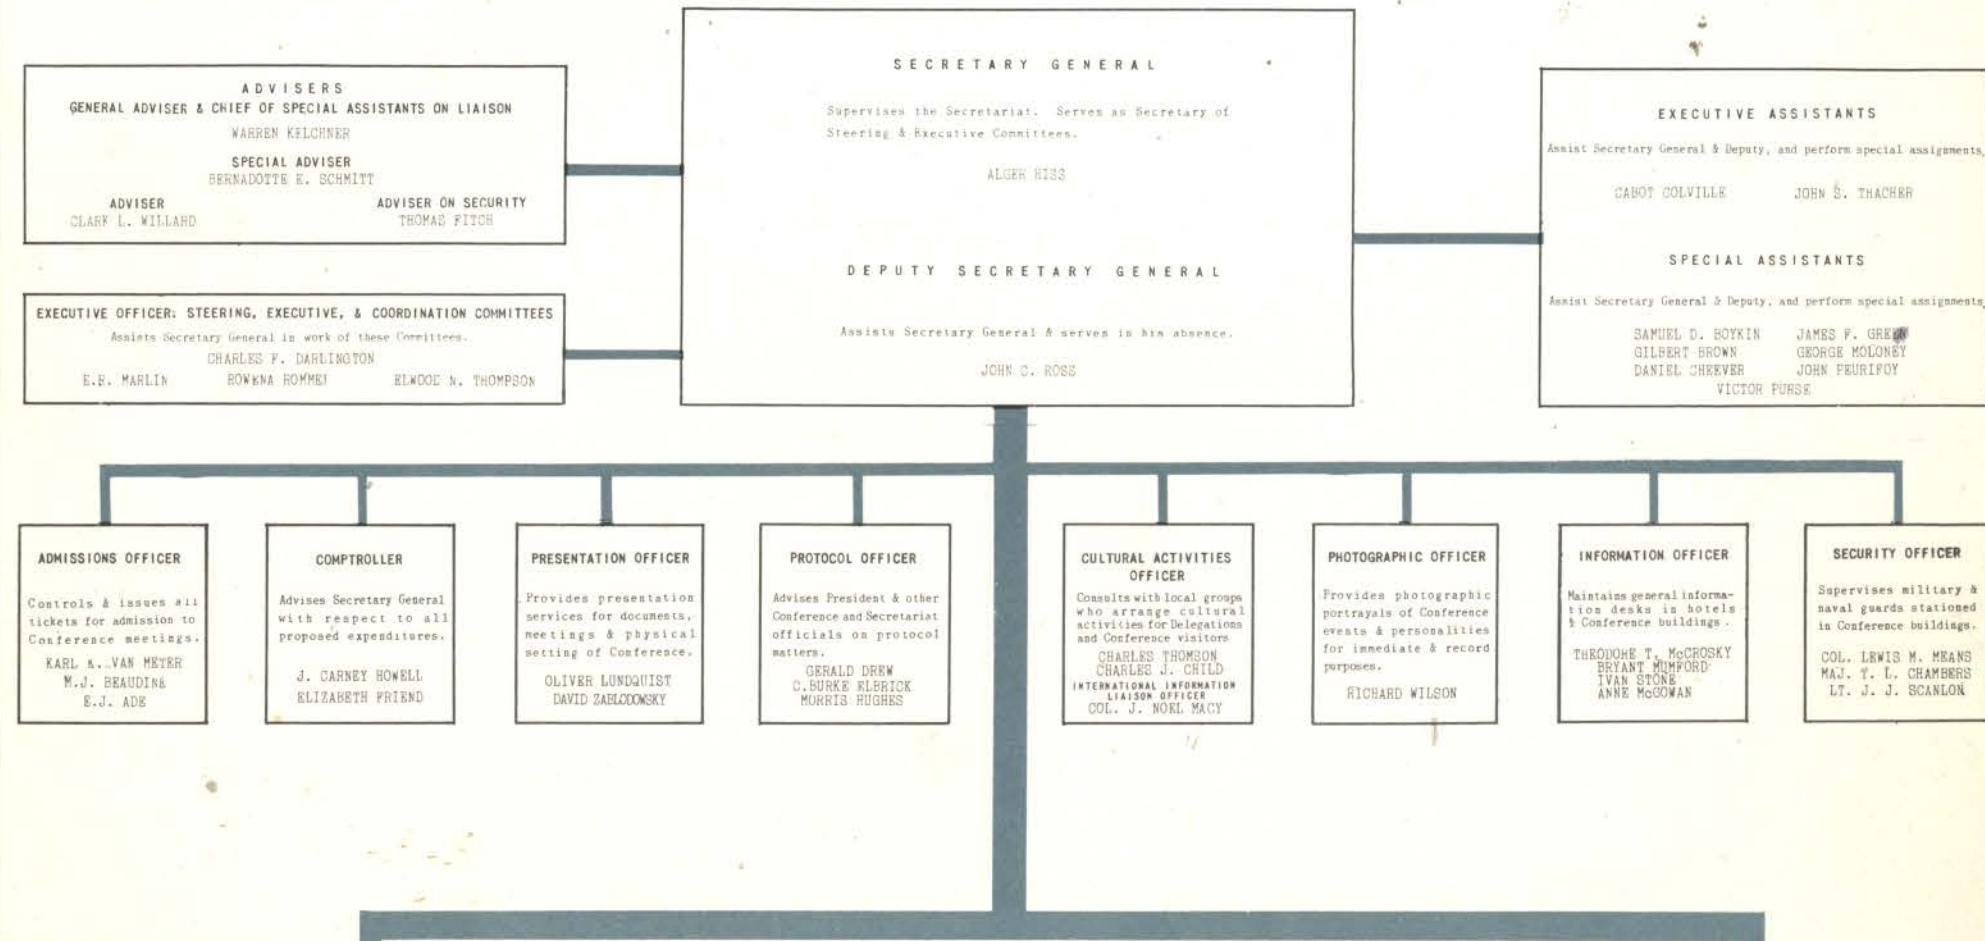 SECRETARY GENERAL
Supervises the Secretariat. Serves as Secretary of
Steering & Executive Committees.
ALGER HISS
DEPUTY SECRETARY GENERAL
Assists Secretary General & serves in his absence.
JOHN C. ROSS
ADVISERS
GENERAL ADVISER & CHIEF OF SPECIAL ASSISTANTS ON LIAISON
WARREN KELCHNER
SPECIAL ADVISER
BERNADOTTE E. SCHMITT
ADVISER
CLARK L. WILLARD
ADVISER ON SECURITY
THOMAS FITCH
EXECUTIVE OFFICER: STEERING, EXECUTIVE, & COORDINATION COMMITTEES
Assists Secretary General in work of these Committees.
CHARLES F. DARLINGTON
E.R. MARLIN ROWENA ROMMEL ELWOOD N. THOMPSON
EXECUTIVE ASSISTANTS
Assist Secretary General & Deputy, and perform special assignments.
CABOT COLVILLE JOHN S. THACHER
SPECIAL ASSISTANTS
Assist Secretary General & Deputy, and perform special assignments.
SAMUEL D. BOYKIN JAMES F. GREEN
GILBERT BROWN GEORGE MOLONEY
DANIEL CHEEVER JOHN PEURIFOY
VICTOR PURSE
ADMISSIONS OFFICER
Controls & issues all
tickets for admission to
Conference meetings.
KARL A. VAN METER
M.J. BEAUDINE
E.J. ADE
COMPTROLLER
Advises Secretary General
with respect to all
proposed expenditures.
J. CARNEY HOWELL
ELIZABETH FRIEND
PRESENTATION OFFICER
Provides presentation
services for documents,
meetings & physical
setting of Conference.
OLIVER LUNDQUIST
DAVID ZABLODOWSKY
PROTOCOL OFFICER
Advises President & other
Conference and Secretariat
officials on protocol
matters.
GERALD DREW
C.BURKE ELBRICK
MORRIS HUGHES
CULTURAL ACTIVITIES
OFFICER
Consults with local groups
who arrange cultural
activities for Delegations
and Conference visitors
CHARLES THOMSON
CHARLES J. CHILD
INTERNATIONAL INFORMATION
LIAISON OFFICER
COL. J. NOEL MACY
PHOTOGRAPHIC OFFICER
Provides photographic
portrayals of Conference
events & personalities
for immediate & record
purposes.
RICHARD WILSON
INFORMATION OFFICER
Maintains general informa-
tion desks in hotels
& Conference buildings.
THEODORE T. McCROSKY
BRYANT MUMFORD
IVAN STONE
ANNE McGOWAN
SECURITY OFFICER
Supervises military &
naval guards stationed
in Conference buildings.
COL. LEWIS M. MEANS
MAJ. T. L. CHAMBERS
LT. J. J. SCANLON